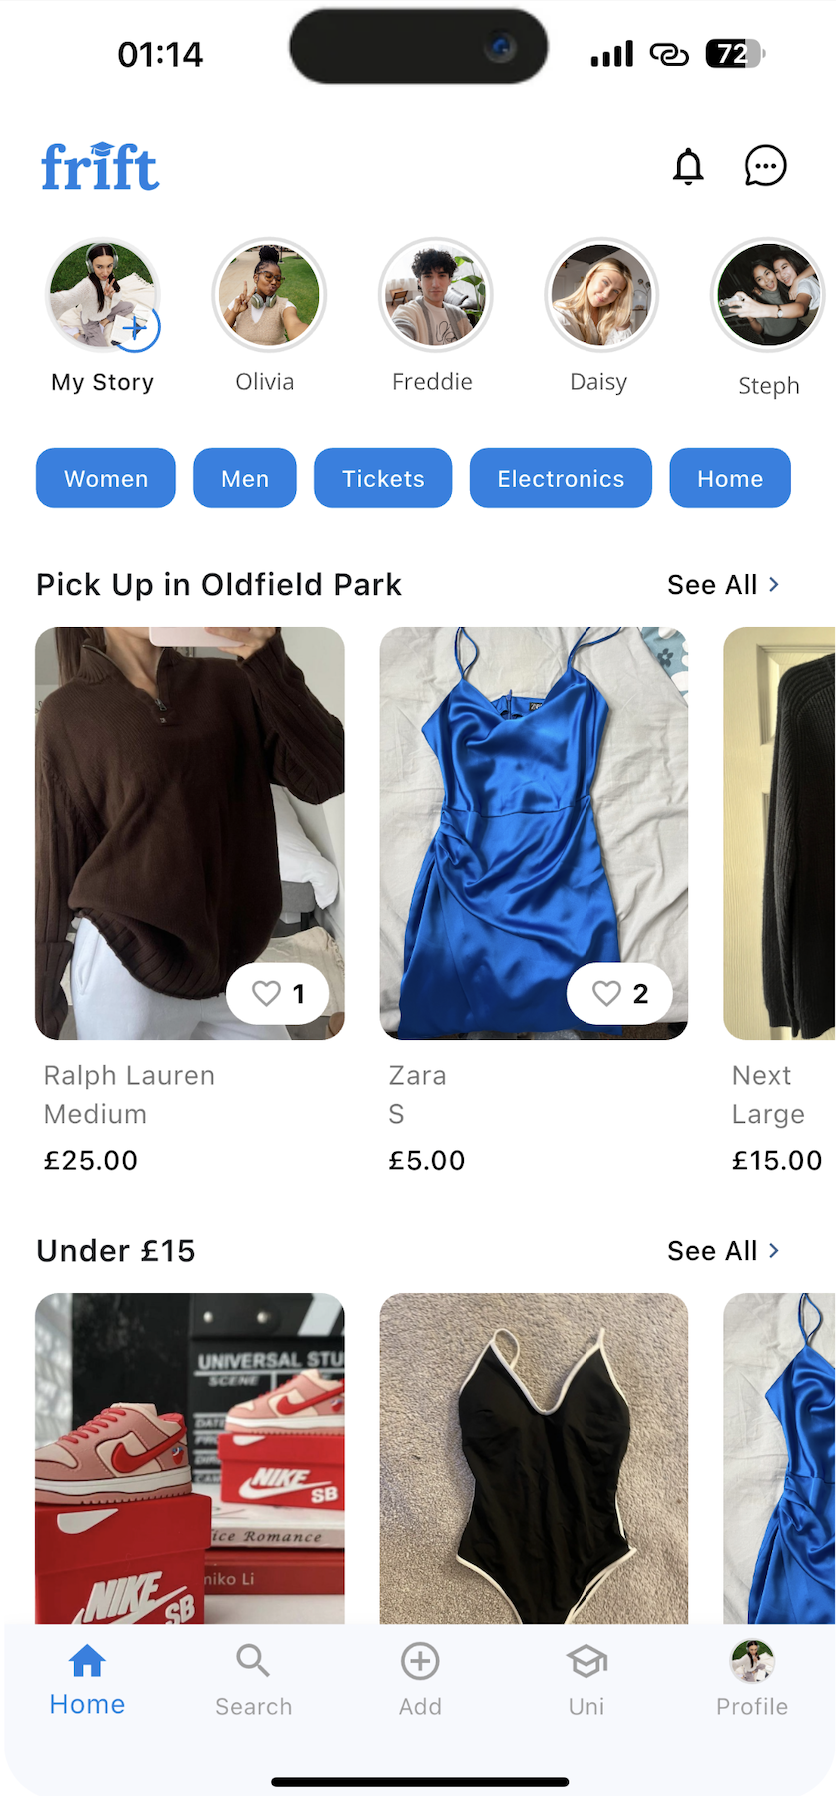 01:14
72
frift
My Story
Olivia
Freddie
Daisy
Steph
Women
Men
Tickets
Electronics
Home
Pick Up in Oldfield Park
See All
1
2
Ralph Lauren
Medium
£25.00
Zara
S
£5.00
Next
Large
£15.00
Under £15
See All
UNIVERSAL STU
SCENE
NIKE
SB
ice Romance
miko Li
NIKE
SB
Home
Search
Add
Uni
Profile